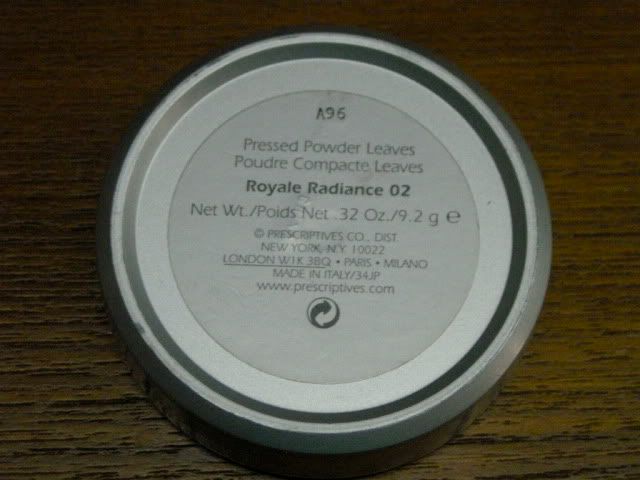 A96
Pressed Powder Leaves
Poudre Compacte Leaves
Royale Radiance 02
Net Wt./Poids Net .32 Oz./9.2 g e
© PRESCRIPTIVES CO., DIST.
NEW YORK, N.Y. 10022
LONDON W1K 3BQ • PARIS • MILANO
MADE IN ITALY/34JP
www.prescriptives.com